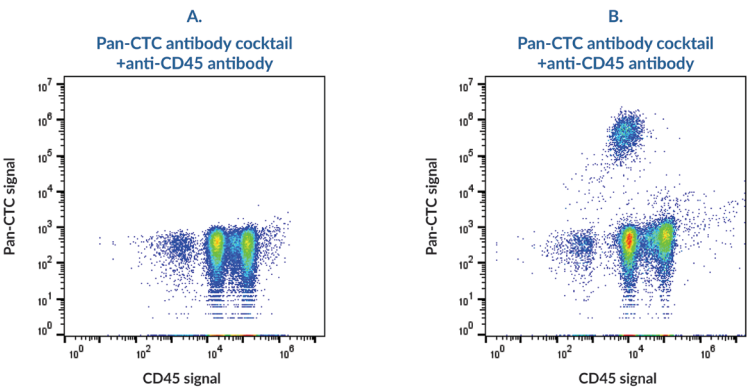 A.
Pan-CTC antibody cocktail
+anti-CD45 antibody
Pan-CTC signal
10⁷
10⁶
10⁵
10⁴
10³
10²
10¹
10⁰
10⁰ 10² 10⁴ 10⁶
CD45 signal
B.
Pan-CTC antibody cocktail
+anti-CD45 antibody
Pan-CTC signal
10⁷
10⁶
10⁵
10⁴
10³
10²
10¹
10⁰
10⁰ 10² 10⁴ 10⁶
CD45 signal